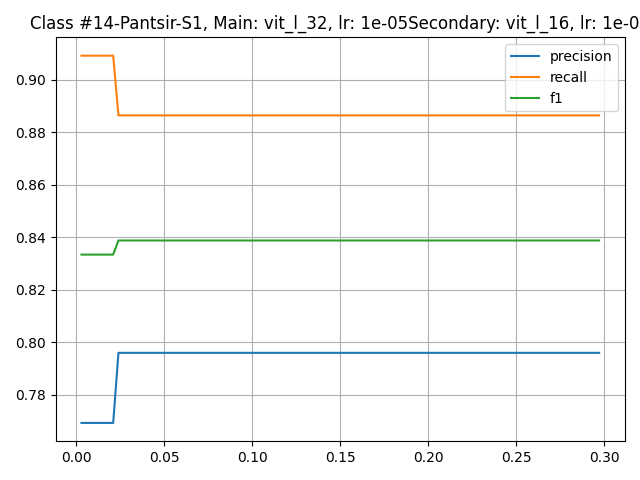 Class #14-Pantsir-S1, Main: vit_l_32, lr: 1e-05Secondary: vit_l_16, lr: 1e-0
precision
recall
f1
0.90
0.88
0.86
0.84
0.82
0.80
0.78
0.00 0.05 0.10 0.15 0.20 0.25 0.30